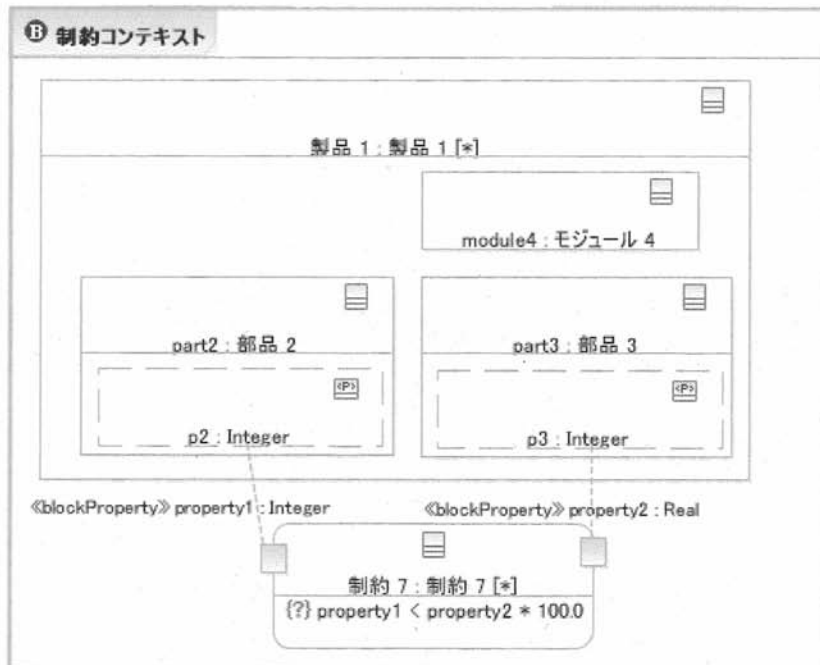 B 制約コンテキスト
製品 1 : 製品 1 [*]
module4 : モジュール 4
part2 : 部品 2
part3 : 部品 3
<P>
<P>
p2 : Integer
p3 : Integer
《blockProperty》 property1 : Integer
《blockProperty》 property2 : Real
制約 7 : 制約 7 [*]
{?} property1 < property2 * 100.0